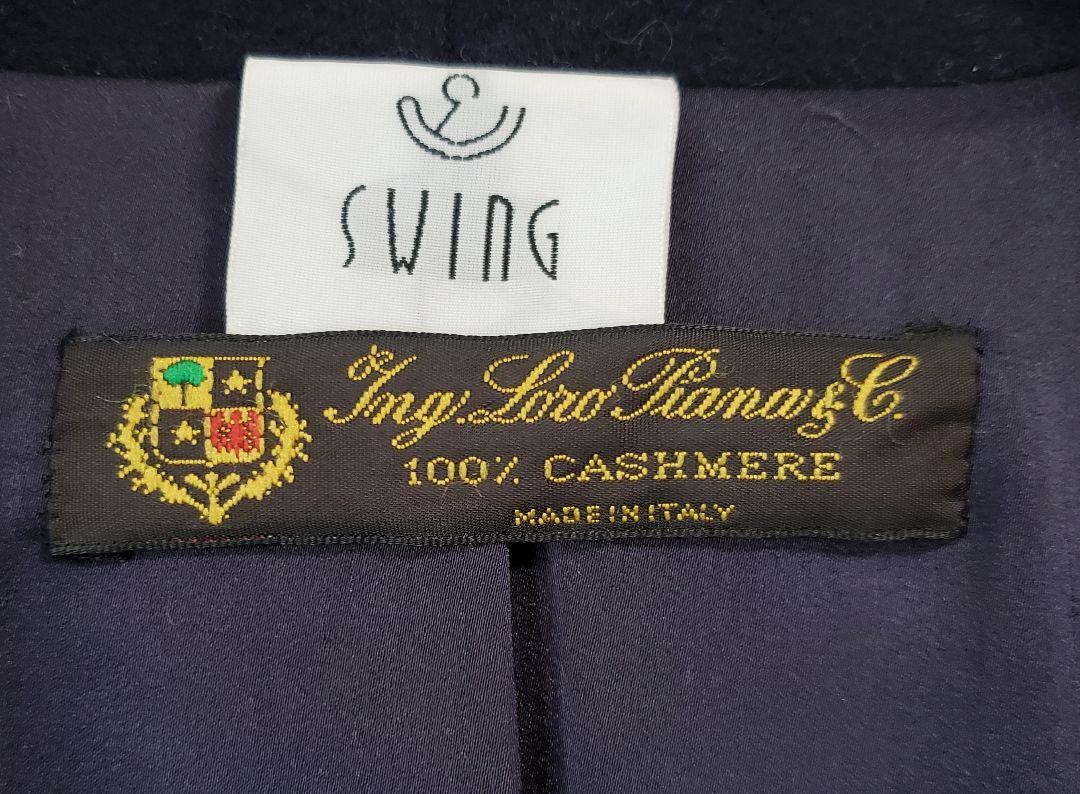 SWING
Ing. Loro Piana & C.
100% CASHMERE
MADE IN ITALY